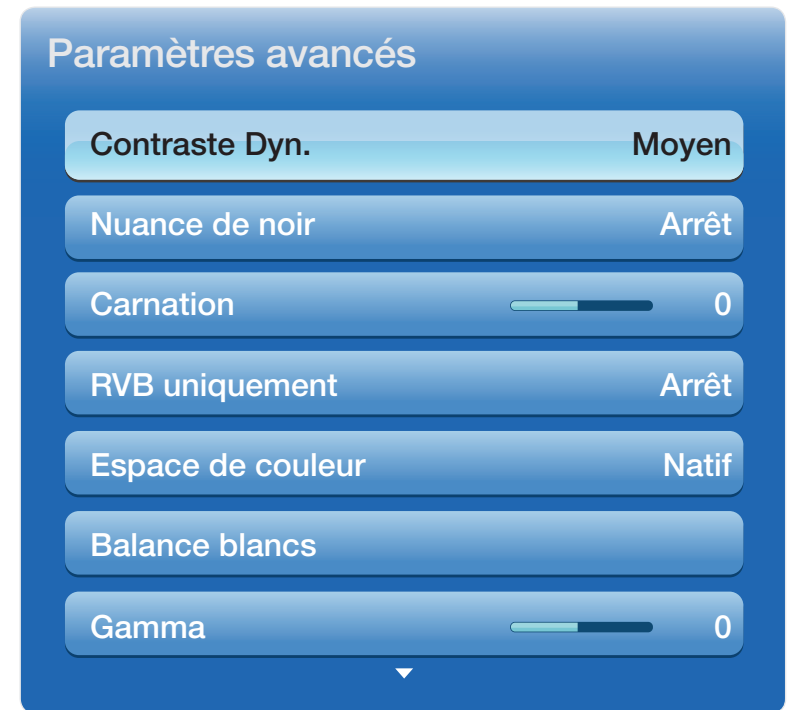 Paramètres avancés
Contraste Dyn. Moyen
Nuance de noir Arrêt
Carnation 0
RVB uniquement Arrêt
Espace de couleur Natif
Balance blancs
Gamma 0